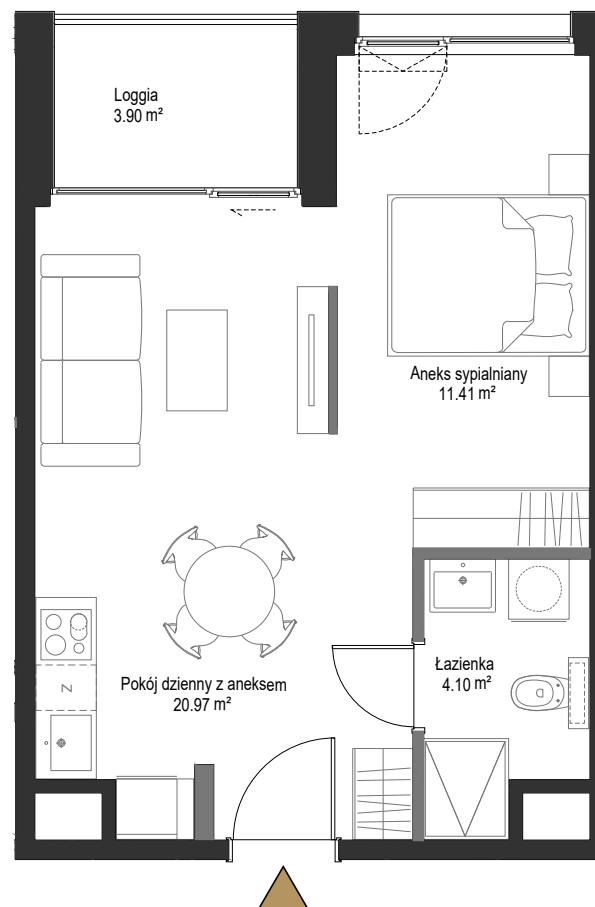 Loggia
3.90 m²
Aneks sypialniany
11.41 m²
Łazienka
4.10 m²
Pokój dzienny z aneksem
20.97 m²
Z